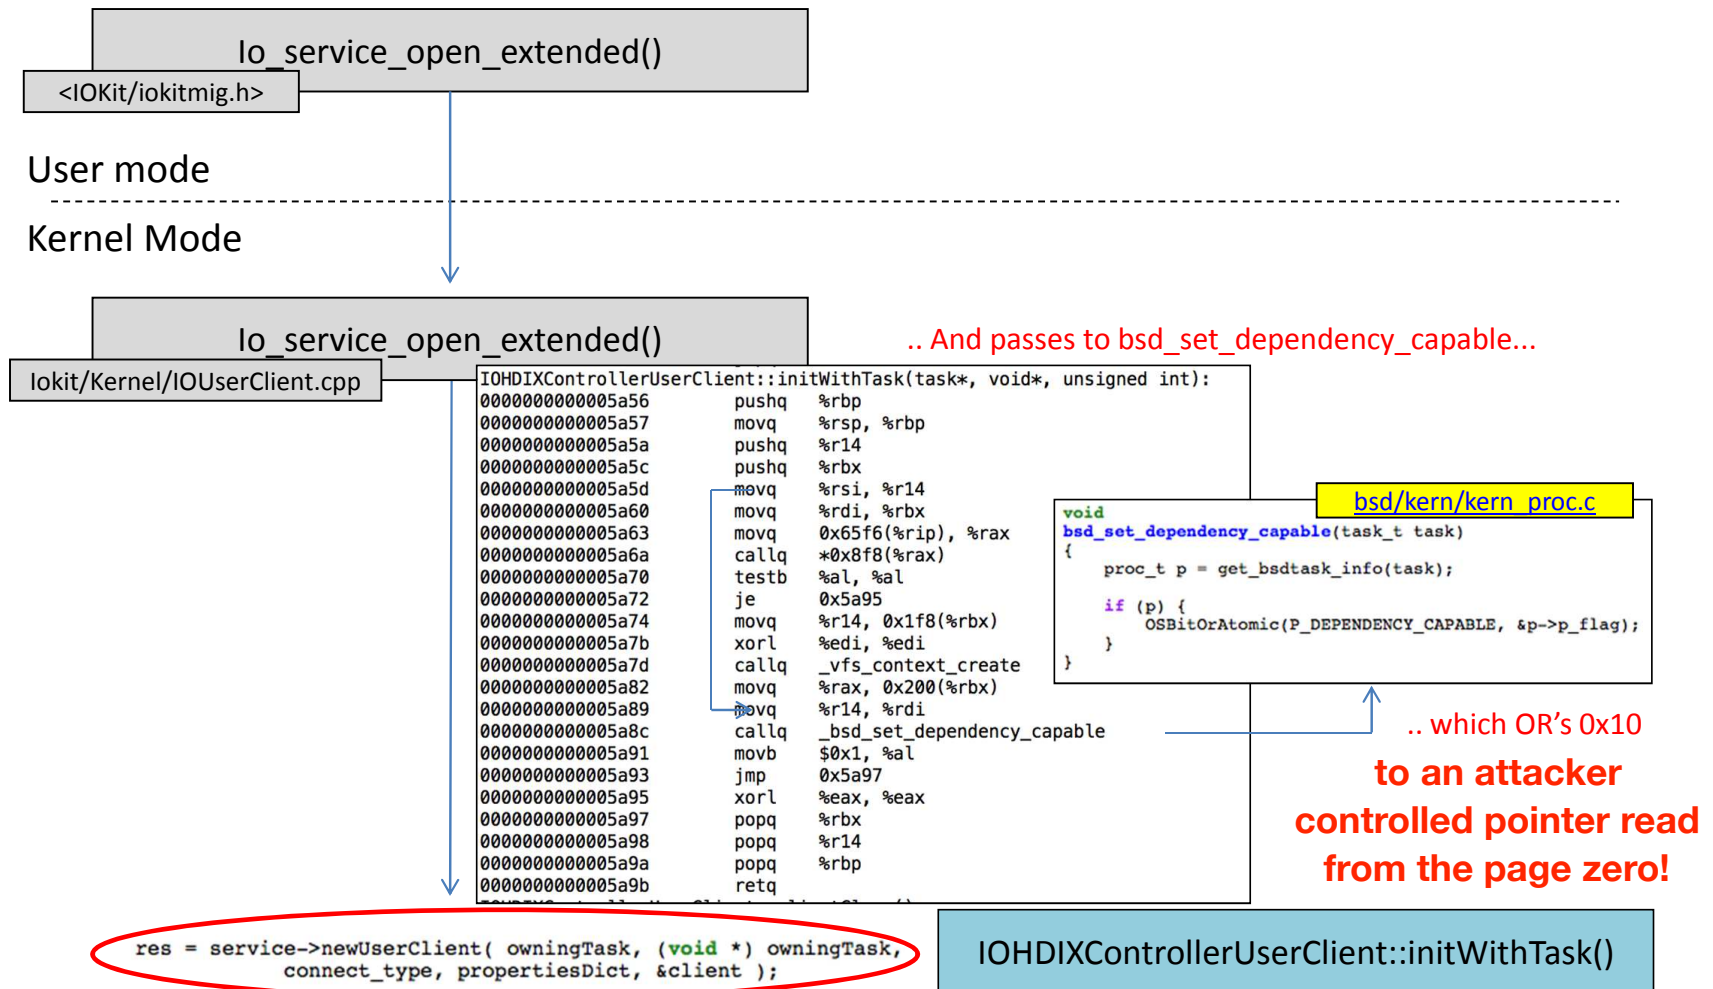 Io_service_open_extended()
<IOKit/iokitmig.h>
User mode
Kernel Mode
Io_service_open_extended()
Iokit/Kernel/IOUserClient.cpp
.. And passes to bsd_set_dependency_capable...
IOHDIXControllerUserClient::initWithTask(task*, void*, unsigned int):
0000000000005a56 pushq %rbp
0000000000005a57 movq %rsp, %rbp
0000000000005a5a pushq %r14
0000000000005a5c pushq %rbx
0000000000005a5d movq %rsi, %r14
0000000000005a60 movq %rdi, %rbx
0000000000005a63 movq 0x65f6(%rip), %rax
0000000000005a6a callq *0x8f8(%rax)
0000000000005a70 testb %al, %al
0000000000005a72 je 0x5a95
0000000000005a74 movq %r14, 0x1f8(%rbx)
0000000000005a7b xorl %edi, %edi
0000000000005a7d callq _vfs_context_create
0000000000005a82 movq %rax, 0x200(%rbx)
0000000000005a89 movq %r14, %rdi
0000000000005a8c callq _bsd_set_dependency_capable
0000000000005a91 movb $0x1, %al
0000000000005a93 jmp 0x5a97
0000000000005a95 xorl %eax, %eax
0000000000005a97 popq %rbx
0000000000005a98 popq %r14
0000000000005a9a popq %rbp
0000000000005a9b retq
bsd/kern/kern_proc.c
void
bsd_set_dependency_capable(task_t task)
{
proc_t p = get_bsdtask_info(task);
if (p) {
OSBitOrAtomic(P_DEPENDENCY_CAPABLE, &p->p_flag);
}
}
.. which OR's 0x10
to an attacker
controlled pointer read
from the page zero!
res = service->newUserClient( owningTask, (void *) owningTask,
connect_type, propertiesDict, &client );
IOHDIXControllerUserClient::initWithTask()